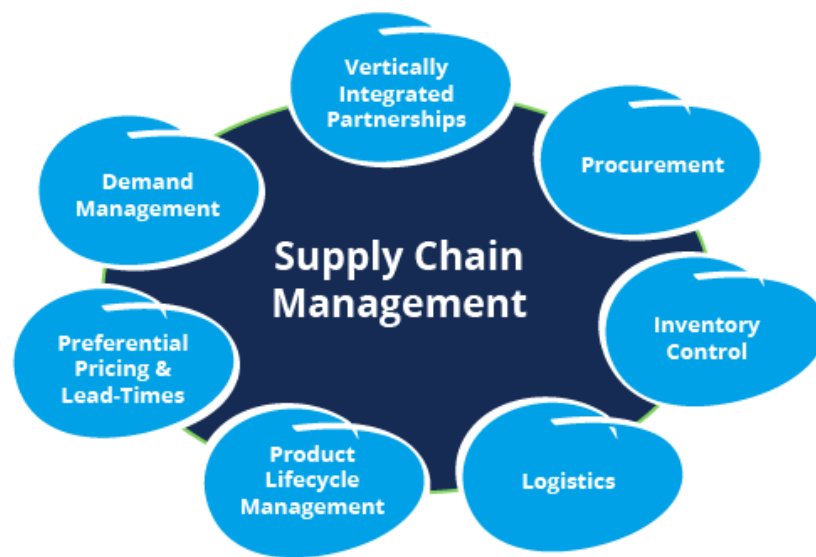 Vertically
Integrated
Partnerships
Procurement
Inventory
Control
Logistics
Product
Lifecycle
Management
Preferential
Pricing &
Lead-Times
Demand
Management
Supply Chain
Management